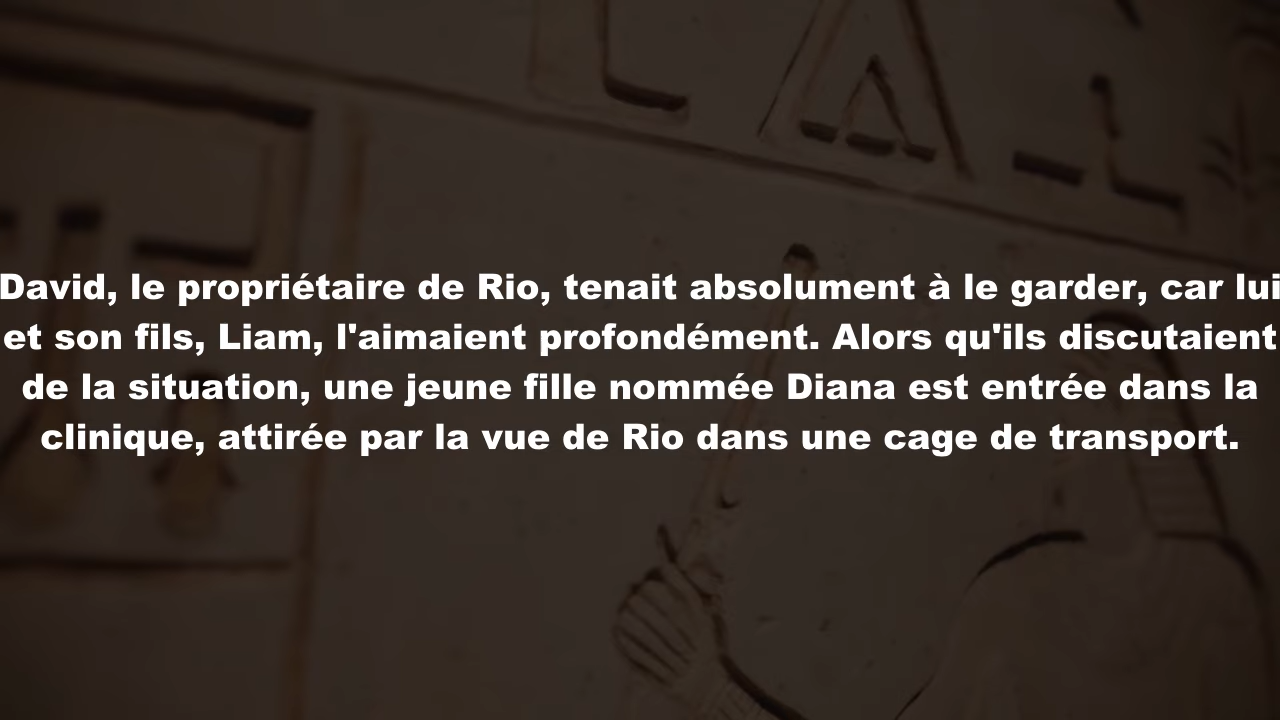 David, le propriétaire de Rio, tenait absolument à le garder, car lui
et son fils, Liam, l'aimaient profondément. Alors qu'ils discutaient
de la situation, une jeune fille nommée Diana est entrée dans la
clinique, attirée par la vue de Rio dans une cage de transport.